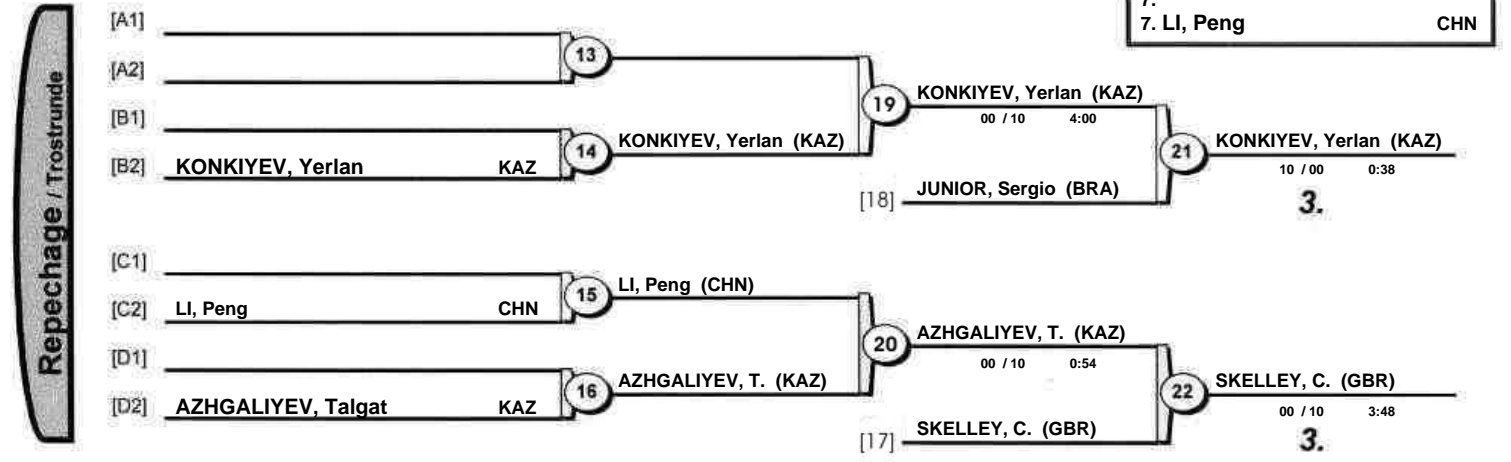 7.
7. LI, Peng CHN
Repechage / Trostrunde
[A1]
13
[A2]
KONKIYEV, Yerlan (KAZ)
19
00 / 10 4:00
[B1]
KONKIYEV, Yerlan (KAZ)
14
[B2] KONKIYEV, Yerlan KAZ
21
KONKIYEV, Yerlan (KAZ)
10 / 00 0:38
[18] JUNIOR, Sergio (BRA)
3.
[C1]
15
LI, Peng (CHN)
[C2] LI, Peng CHN
20
AZHGALIYEV, T. (KAZ)
00 / 10 0:54
[D1]
16
AZHGALIYEV, T. (KAZ)
[D2] AZHGALIYEV, Talgat KAZ
22
SKELLEY, C. (GBR)
00 / 10 3:48
[17] SKELLEY, C. (GBR)
3.